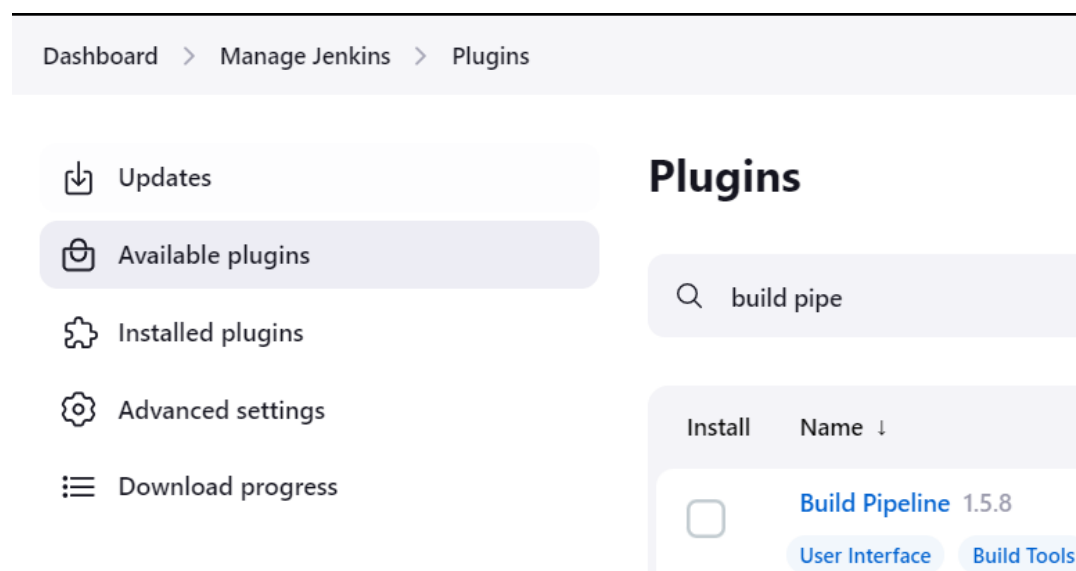 Dashboard > Manage Jenkins > Plugins
Updates
Available plugins
Installed plugins
Advanced settings
Download progress
Plugins
build pipe
Install Name ↓
Build Pipeline 1.5.8
User Interface Build Tools